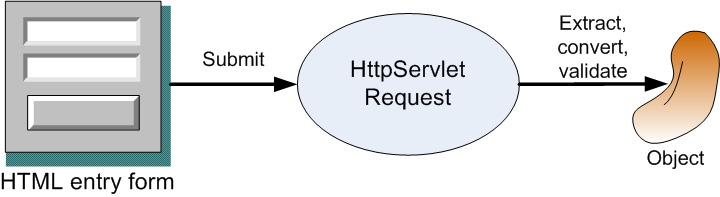 HTML entry form
Submit
HttpServlet
Request
Extract,
convert,
validate
Object